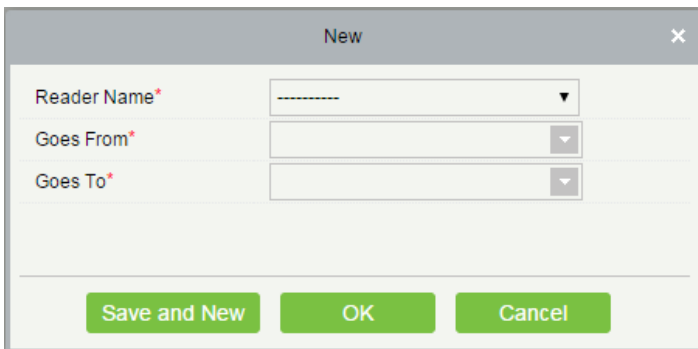 New
Reader Name* ----------
Goes From*
Goes To*
Save and New OK Cancel